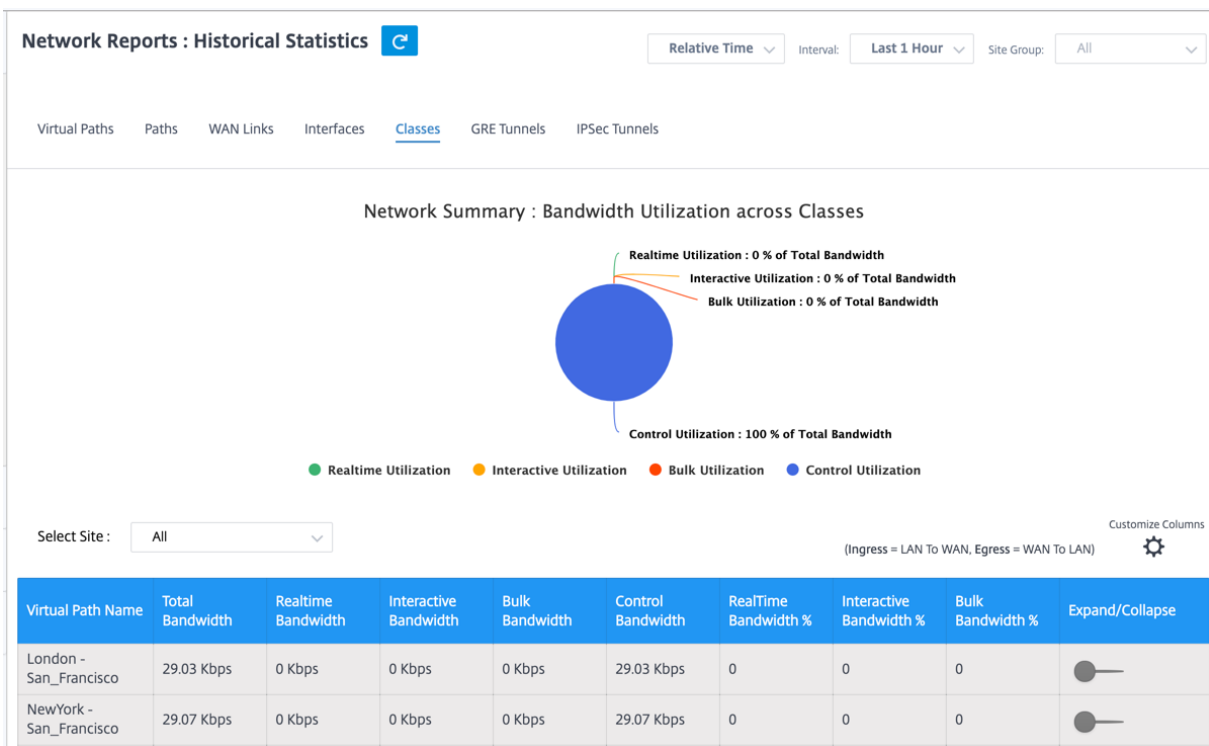 Network Reports : Historical Statistics
Relative Time
Interval:
Last 1 Hour
Site Group:
All
Virtual Paths
Paths
WAN Links
Interfaces
Classes
GRE Tunnels
IPSec Tunnels
Network Summary : Bandwidth Utilization across Classes
Realtime Utilization : 0 % of Total Bandwidth
Interactive Utilization : 0 % of Total Bandwidth
Bulk Utilization : 0 % of Total Bandwidth
Control Utilization : 100 % of Total Bandwidth
Realtime Utilization
Interactive Utilization
Bulk Utilization
Control Utilization
Select Site :
All
(Ingress = LAN To WAN, Egress = WAN To LAN)
Customize Columns
Virtual Path Name
Total
Bandwidth
Realtime
Bandwidth
Interactive
Bandwidth
Bulk
Bandwidth
Control
Bandwidth
RealTime
Bandwidth %
Interactive
Bandwidth %
Bulk
Bandwidth %
Expand/Collapse
London -
San_Francisco
29.03 Kbps
0 Kbps
0 Kbps
0 Kbps
29.03 Kbps
0
0
0
NewYork -
San_Francisco
29.07 Kbps
0 Kbps
0 Kbps
0 Kbps
29.07 Kbps
0
0
0